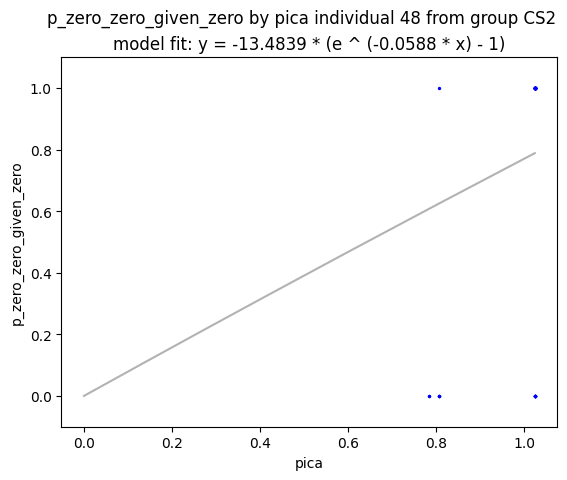 p_zero_zero_given_zero by pica individual 48 from group CS2
model fit: y = -13.4839 * (e ^ (-0.0588 * x) - 1)
1.0
0.8
0.6
0.4
0.2
0.0
p_zero_zero_given_zero
0.0 0.2 0.4 0.6 0.8 1.0
pica